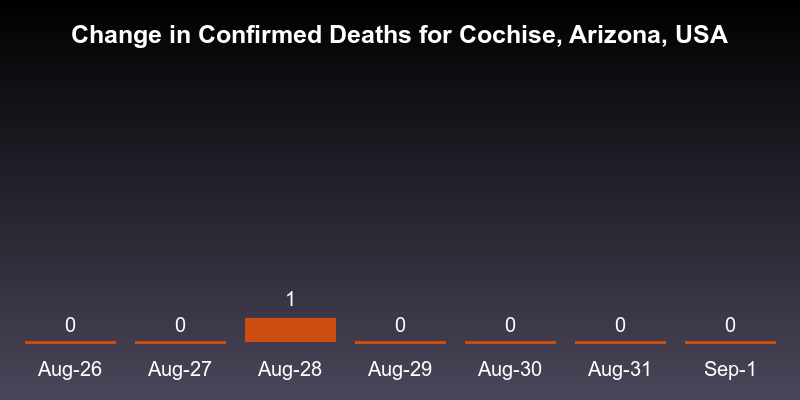 Change in Confirmed Deaths for Cochise, Arizona, USA
1
0 0 0 0 0 0
Aug-26 Aug-27 Aug-28 Aug-29 Aug-30 Aug-31 Sep-1